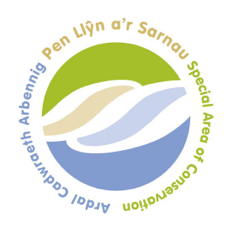 Pen Llŷn a'r Sarnau
Special Area of Conservation
Ardal Cadwraeth Arbennig